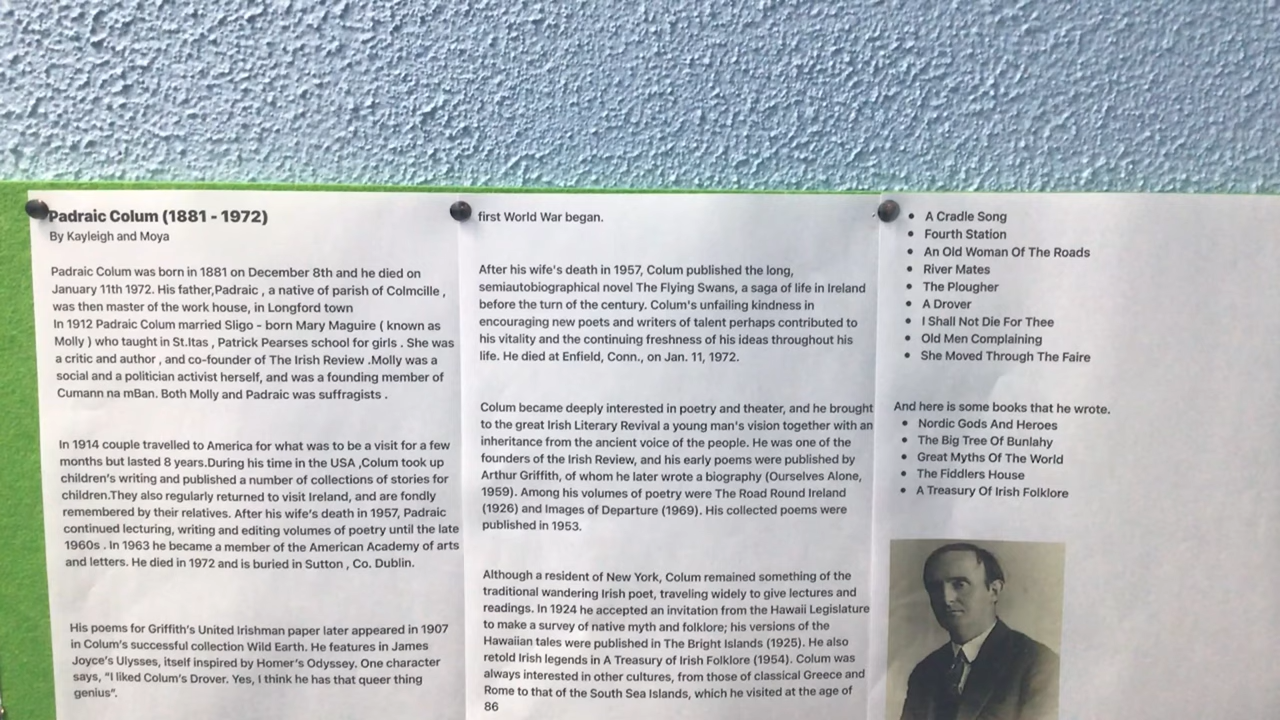 Padraic Colum (1881 - 1972)
By Kayleigh and Moya
Padraic Colum was born in 1881 on December 8th and he died on
January 11th 1972. His father,Padraic , a native of parish of Colmcille ,
was then master of the work house, in Longford town
In 1912 Padraic Colum married Sligo - born Mary Maguire ( known as
Molly ) who taught in St.Itas , Patrick Pearses school for girls . She was
a critic and author , and co-founder of The Irish Review .Molly was a
social and a politician activist herself, and was a founding member of
Cumann na mBan. Both Molly and Padraic was suffragists .
In 1914 couple travelled to America for what was to be a visit for a few
months but lasted 8 years.During his time in the USA ,Colum took up
children's writing and published a number of collections of stories for
children.They also regularly returned to visit Ireland, and are fondly
remembered by their relatives. After his wife's death in 1957, Padraic
continued lecturing, writing and editing volumes of poetry until the late
1960s . In 1963 he became a member of the American Academy of arts
and letters. He died in 1972 and is buried in Sutton , Co. Dublin.
His poems for Griffith's United Irishman paper later appeared in 1907
in Colum's successful collection Wild Earth. He features in James
Joyce's Ulysses, itself inspired by Homer's Odyssey. One character
says, "I liked Colum's Drover. Yes, I think he has that queer thing
genius".
first World War began.
After his wife's death in 1957, Colum published the long,
semiautobiographical novel The Flying Swans, a saga of life in Ireland
before the turn of the century. Colum's unfailing kindness in
encouraging new poets and writers of talent perhaps contributed to
his vitality and the continuing freshness of his ideas throughout his
life. He died at Enfield, Conn., on Jan. 11, 1972.
Colum became deeply interested in poetry and theater, and he brought
to the great Irish Literary Revival a young man's vision together with an
inheritance from the ancient voice of the people. He was one of the
founders of the Irish Review, and his early poems were published by
Arthur Griffith, of whom he later wrote a biography (Ourselves Alone,
1959). Among his volumes of poetry were The Road Round Ireland
(1926) and Images of Departure (1969). His collected poems were
published in 1953.
Although a resident of New York, Colum remained something of the
traditional wandering Irish poet, traveling widely to give lectures and
readings. In 1924 he accepted an invitation from the Hawaii Legislature
to make a survey of native myth and folklore; his versions of the
Hawaiian tales were published in The Bright Islands (1925). He also
retold Irish legends in A Treasury of Irish Folklore (1954). Colum was
always interested in other cultures, from those of classical Greece and
Rome to that of the South Sea Islands, which he visited at the age of
86
• A Cradle Song
• Fourth Station
• An Old Woman Of The Roads
• River Mates
• The Plougher
• A Drover
• I Shall Not Die For Thee
• Old Men Complaining
• She Moved Through The Faire
And here is some books that he wrote.
• Nordic Gods And Heroes
• The Big Tree Of Bunlahy
• Great Myths Of The World
• The Fiddlers House
• A Treasury Of Irish Folklore